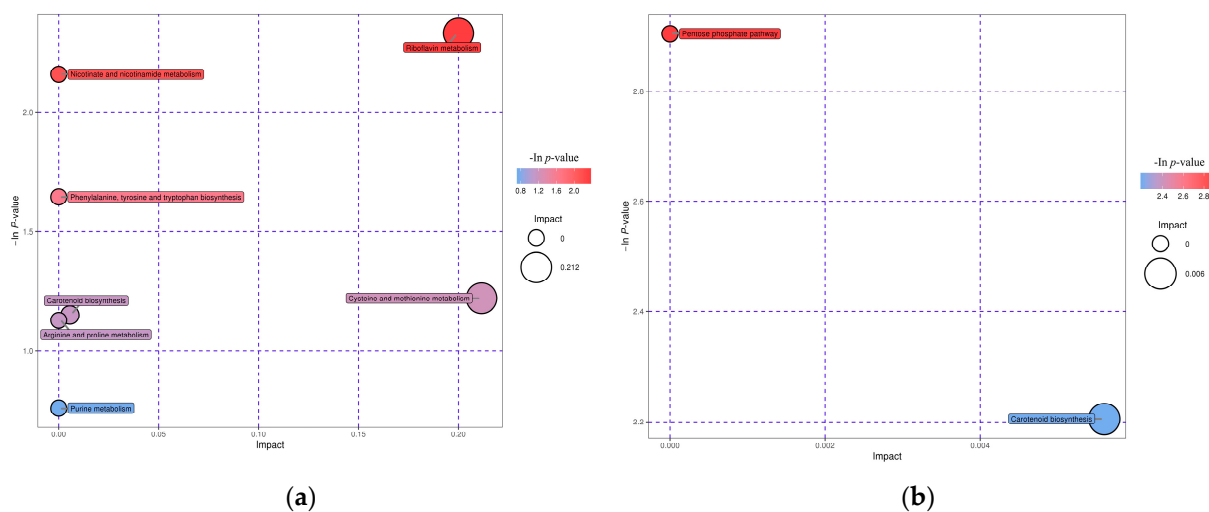 Riboflavin metabolism
Nicotinate and nicotinamide metabolism
2.0
Phenylalanine, tyrosine and tryptophan biosynthesis
1.5
Carotenoid biosynthesis
Cysteine and methionine metabolism
Arginine and proline metabolism
1.0
Purine metabolism
0.00 0.05 0.10 0.15 0.20
Impact
−ln P-value
-ln p-value
0.8 1.2 1.6 2.0
Impact
0
0.212
(a)
Pentose phosphate pathway
2.8
2.6
2.4
2.2
Carotenoid biosynthesis
0.000 0.002 0.004
Impact
−ln P-value
-ln p-value
2.4 2.6 2.8
Impact
0
0.006
(b)